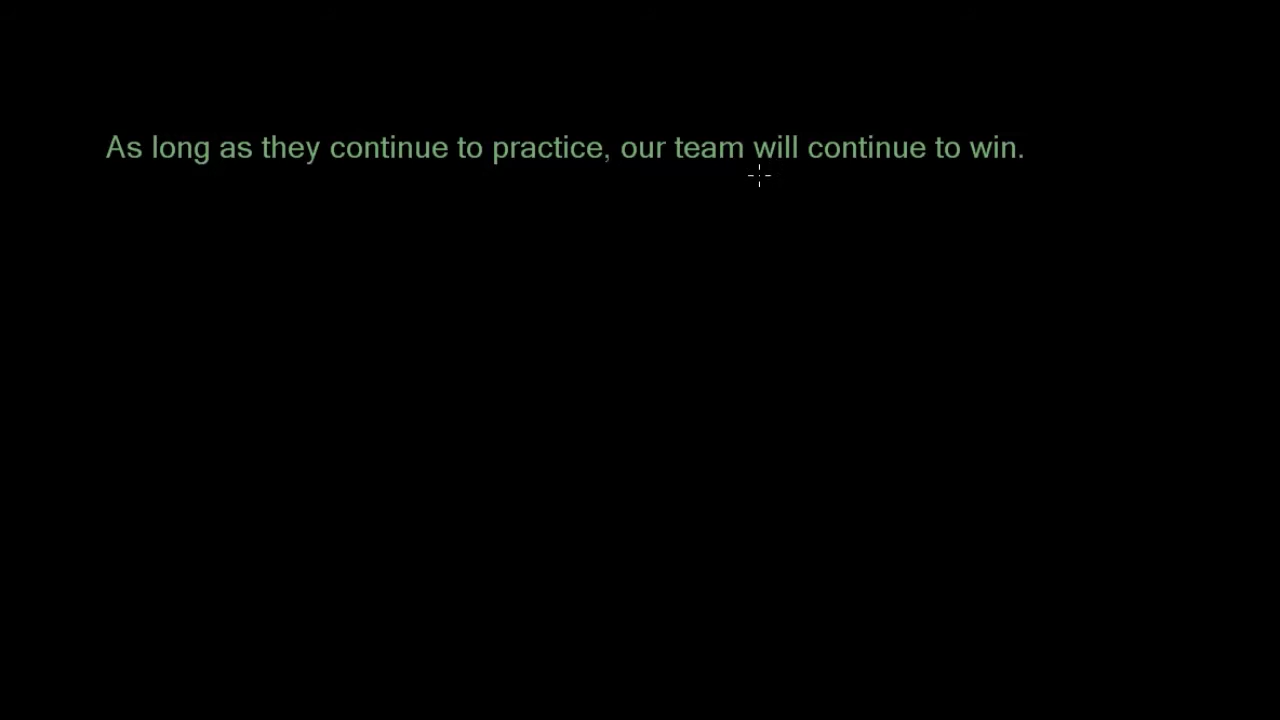 As long as they continue to practice, our team will continue to win.